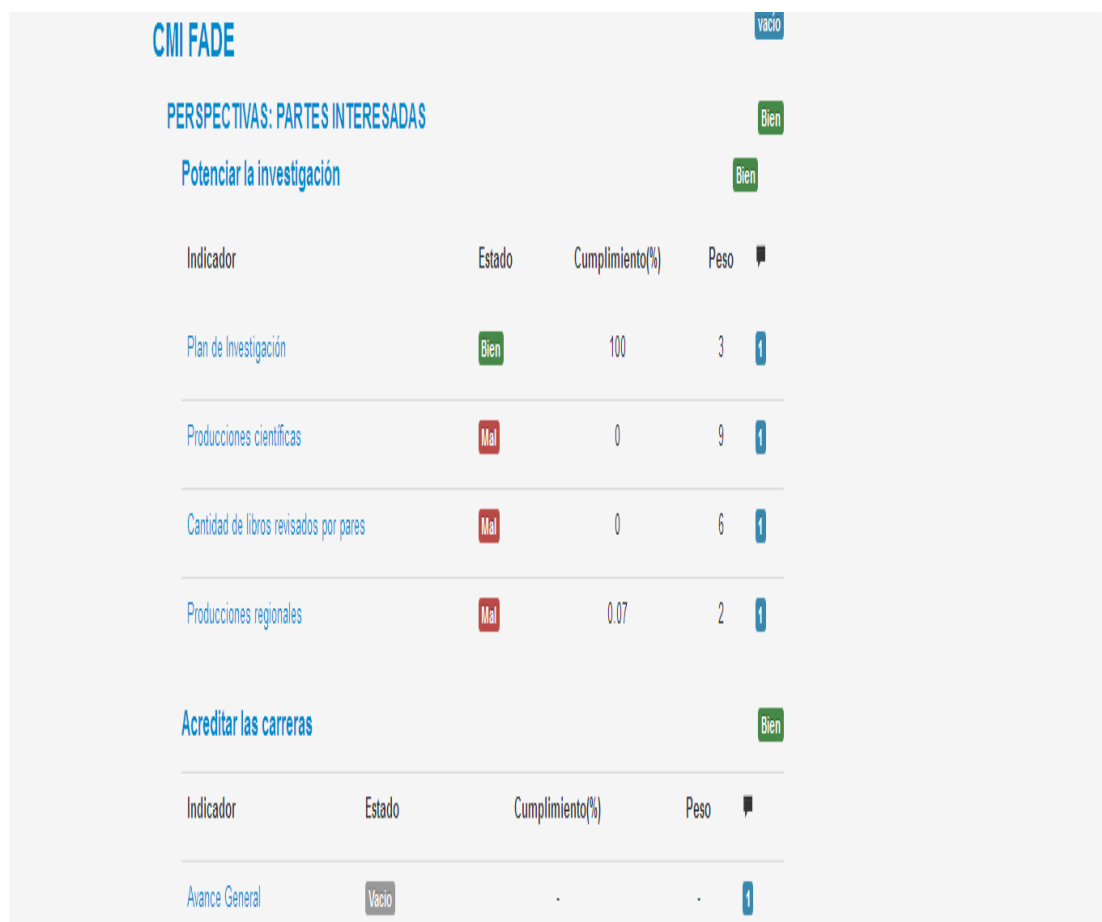 vacío
CMI FADE
PERSPECTIVAS: PARTES INTERESADAS Bien
Potenciar la investigación Bien
Indicador Estado Cumplimiento(%) Peso
Plan de Investigación Bien 100 3 1
Producciones científicas Mal 0 9 1
Cantidad de libros revisados por pares Mal 0 6 1
Producciones regionales Mal 0.07 2 1
Acreditar las carreras Bien
Indicador Estado Cumplimiento(%) Peso
Avance General Vacio - - 1